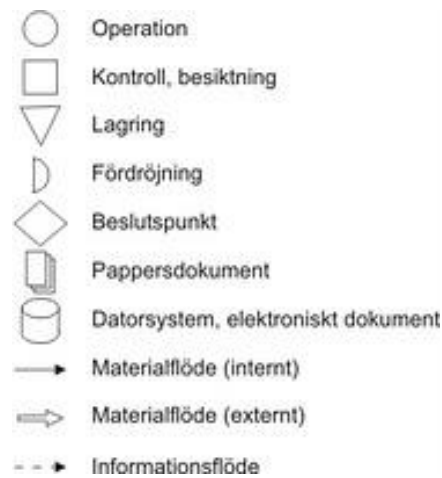 Operation
Kontroll, besiktning
Lagring
Fördröjning
Beslutspunkt
Pappersdokument
Datorsystem, elektroniskt dokument
Materialflöde (internt)
Materialflöde (externt)
Informationsflöde